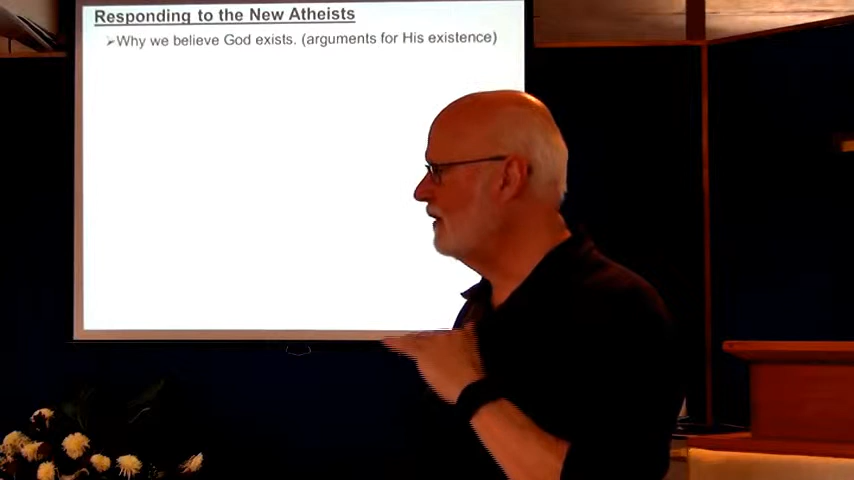 Responding to the New Atheists
➢Why we believe God exists. (arguments for His existence)